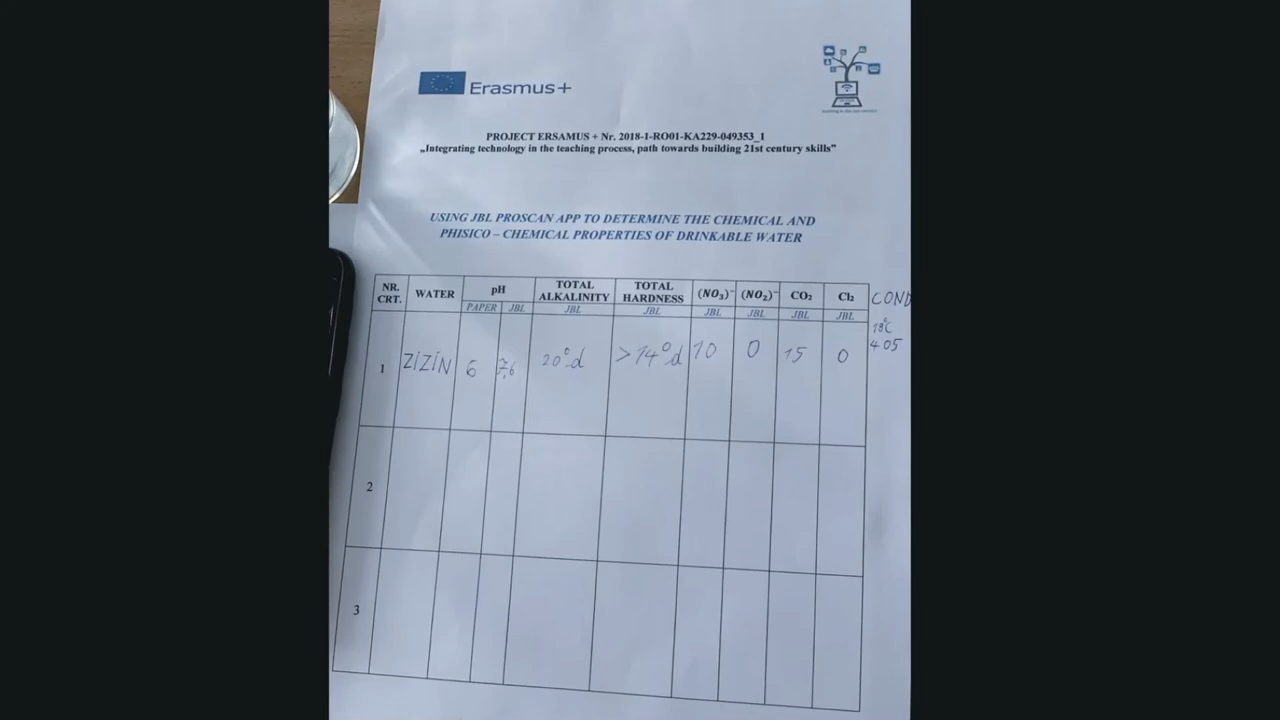 Erasmus+
PROJECT ERSAMUS + Nr. 2018-1-RO01-KA229-049353_1
„Integrating technology in the teaching process, path towards building 21st century skills”
USING JBL PROSCAN APP TO DETERMINE THE CHEMICAL AND
PHISICO – CHEMICAL PROPERTIES OF DRINKABLE WATER
NR. CRT. WATER pH TOTAL ALKALINITY TOTAL HARDNESS (NO₃)⁻ (NO₂)⁻ CO₂ Cl₂ COND
PAPER JBL JBL JBL JBL JBL JBL JBL
18°C
405
1 ZIZIN 6 7,6 20°d >14°d 10 0 15 0
2
3